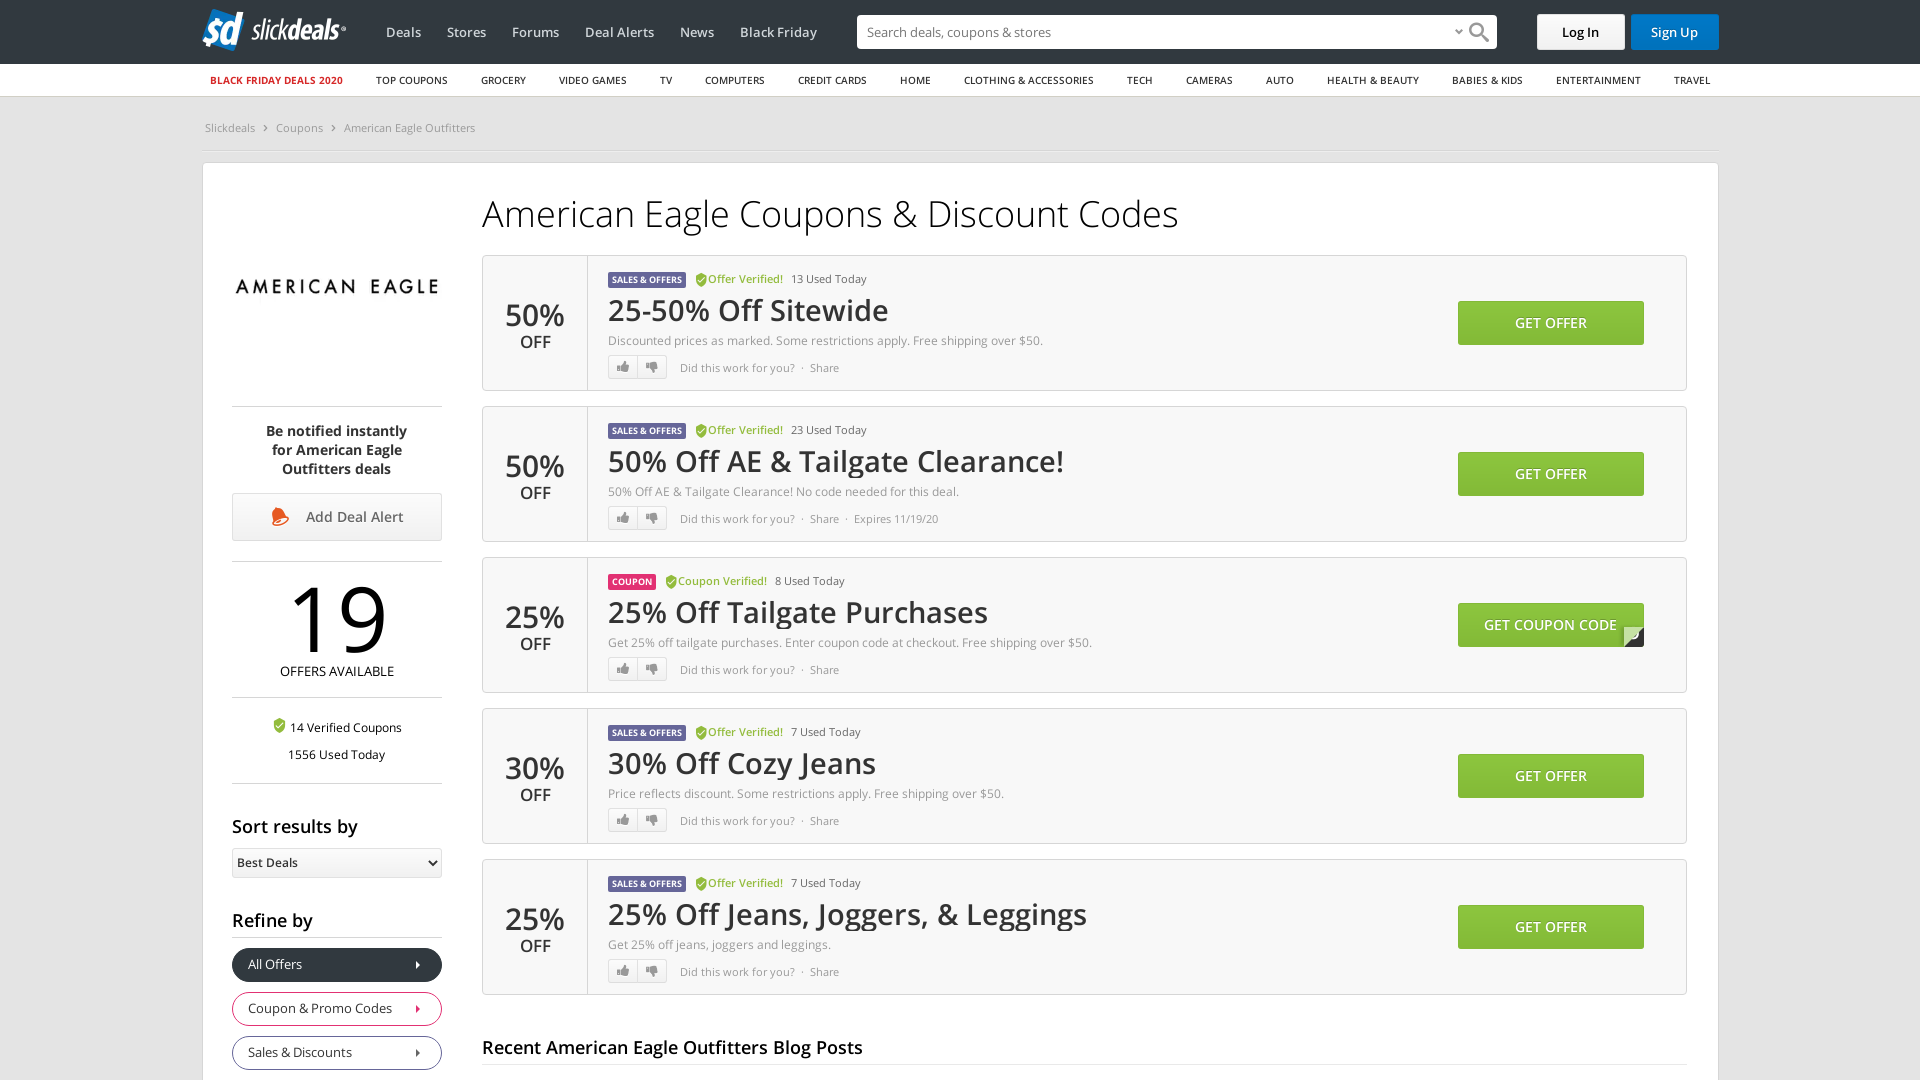 sd slickdeals
Deals Stores Forums Deal Alerts News Black Friday
Search deals, coupons & stores
Log In Sign Up
BLACK FRIDAY DEALS 2020 TOP COUPONS GROCERY VIDEO GAMES TV COMPUTERS CREDIT CARDS HOME CLOTHING & ACCESSORIES TECH CAMERAS AUTO HEALTH & BEAUTY BABIES & KIDS ENTERTAINMENT TRAVEL
Slickdeals › Coupons › American Eagle Outfitters
AMERICAN EAGLE
Be notified instantly
for American Eagle
Outfitters deals
Add Deal Alert
19
OFFERS AVAILABLE
14 Verified Coupons
1556 Used Today
Sort results by
Best Deals
Refine by
All Offers
Coupon & Promo Codes
Sales & Discounts
American Eagle Coupons & Discount Codes
50%
OFF
SALES & OFFERS Offer Verified! 13 Used Today
25-50% Off Sitewide
Discounted prices as marked. Some restrictions apply. Free shipping over $50.
Did this work for you? · Share
GET OFFER
50%
OFF
SALES & OFFERS Offer Verified! 23 Used Today
50% Off AE & Tailgate Clearance!
50% Off AE & Tailgate Clearance! No code needed for this deal.
Did this work for you? · Share · Expires 11/19/20
GET OFFER
25%
OFF
COUPON Coupon Verified! 8 Used Today
25% Off Tailgate Purchases
Get 25% off tailgate purchases. Enter coupon code at checkout. Free shipping over $50.
Did this work for you? · Share
GET COUPON CODE
30%
OFF
SALES & OFFERS Offer Verified! 7 Used Today
30% Off Cozy Jeans
Price reflects discount. Some restrictions apply. Free shipping over $50.
Did this work for you? · Share
GET OFFER
25%
OFF
SALES & OFFERS Offer Verified! 7 Used Today
25% Off Jeans, Joggers, & Leggings
Get 25% off jeans, joggers and leggings.
Did this work for you? · Share
GET OFFER
Recent American Eagle Outfitters Blog Posts